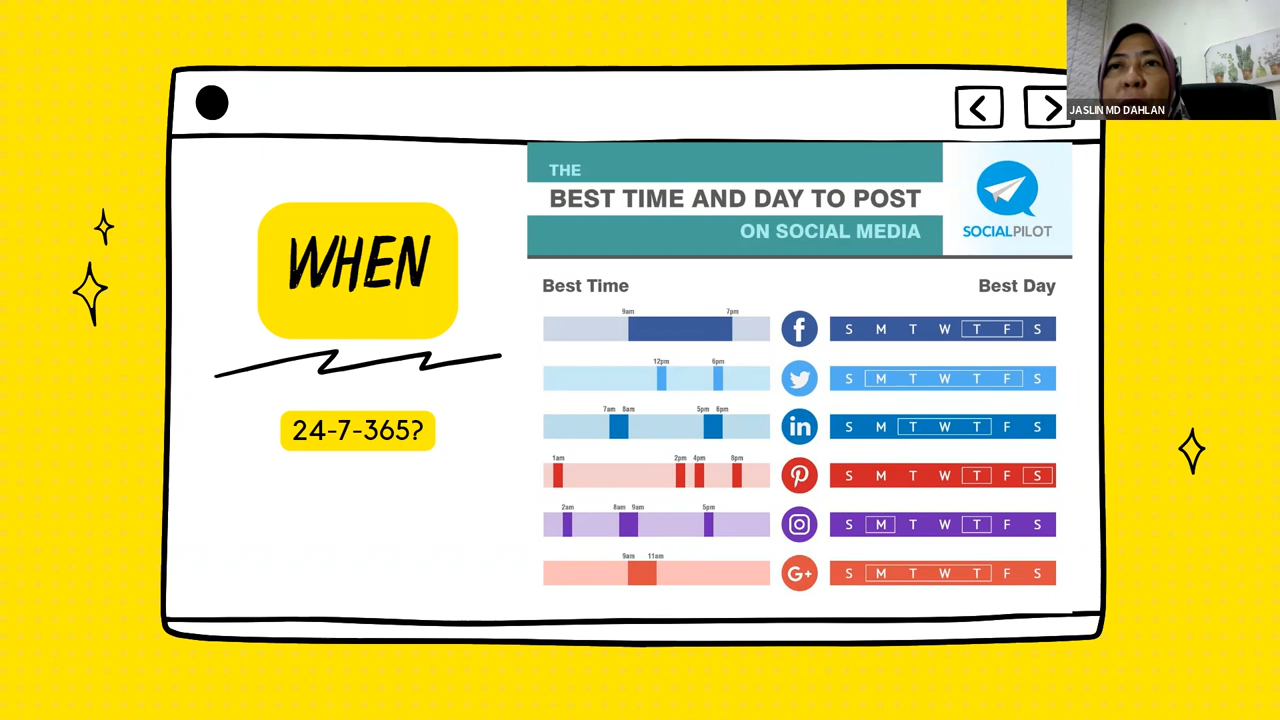 JASLIN MD DAHLAN
WHEN
24-7-365?
THE
BEST TIME AND DAY TO POST
ON SOCIAL MEDIA
SOCIALPILOT
Best Time Best Day
9am 7pm
f S M T W T F S
12pm 6pm
S M T W T F S
7am 8am 5pm 6pm
in S M T W T F S
1am 2pm 4pm 8pm
S M T W T F S
2am 8am 9am 5pm
S M T W T F S
9am 11am
G+ S M T W T F S